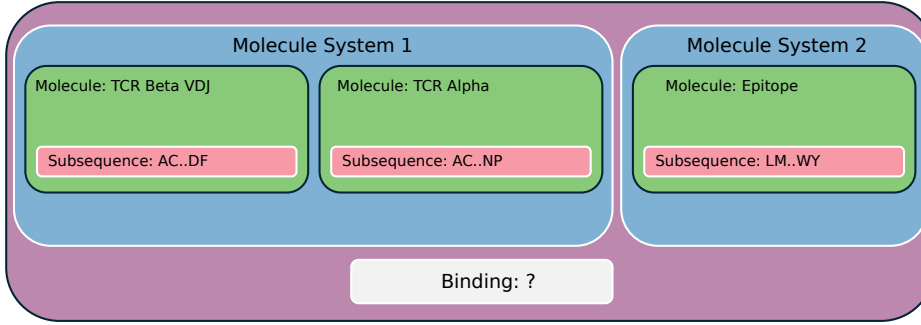 Molecule System 1
Molecule System 2
Molecule: TCR Beta VDJ
Molecule: TCR Alpha
Molecule: Epitope
Subsequence: AC..DF
Subsequence: AC..NP
Subsequence: LM..WY
Binding: ?